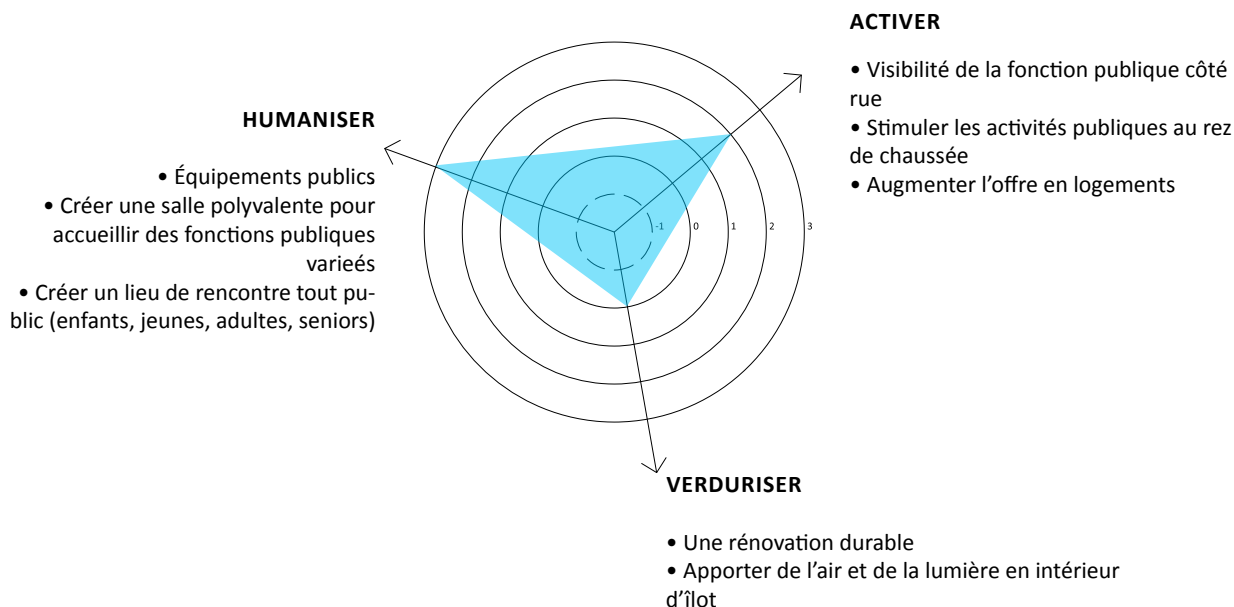 ACTIVER
• Visibilité de la fonction publique côté
rue
• Stimuler les activités publiques au rez
de chaussée
• Augmenter l’offre en logements
HUMANISER
• Équipements publics
• Créer une salle polyvalente pour
accueillir des fonctions publiques
varieés
• Créer un lieu de rencontre tout pu-
blic (enfants, jeunes, adultes, seniors)
-1 0 1 2 3
VERDURISER
• Une rénovation durable
• Apporter de l’air et de la lumière en intérieur
d’îlot